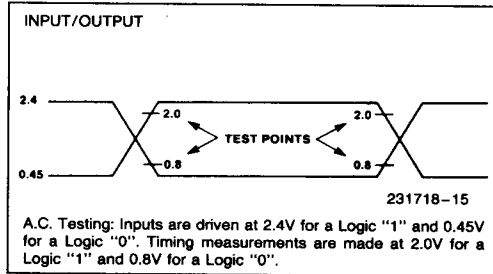 INPUT/OUTPUT
2.4
2.0
2.0
TEST POINTS
0.8
0.8
0.45
231718-15
A.C. Testing: Inputs are driven at 2.4V for a Logic "1" and 0.45V
for a Logic "0". Timing measurements are made at 2.0V for a
Logic "1" and 0.8V for a Logic "0".